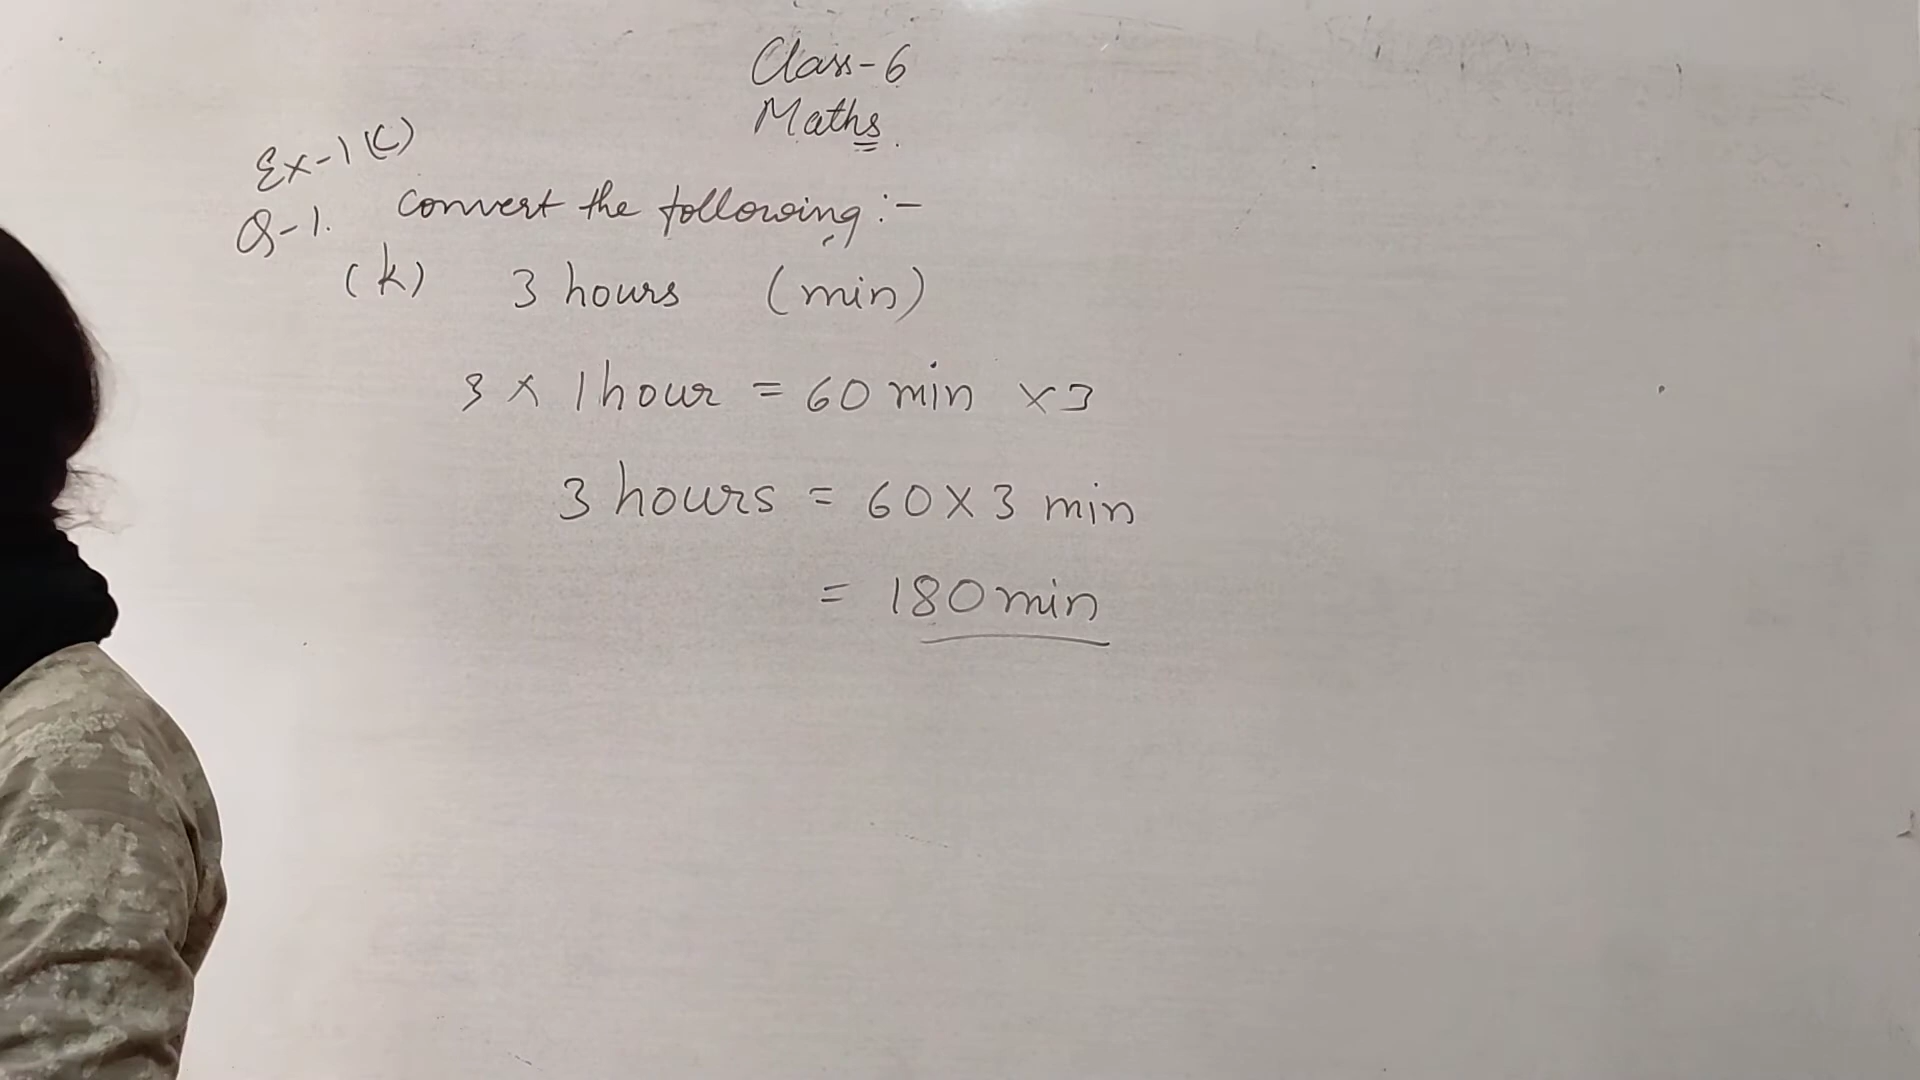 Class-6
Maths
Ex-1(C)
Q-1. Convert the following :-
(k) 3 hours (min)
3 × 1 hour = 60 min × 3
3 hours = 60 × 3 min
= 180 min